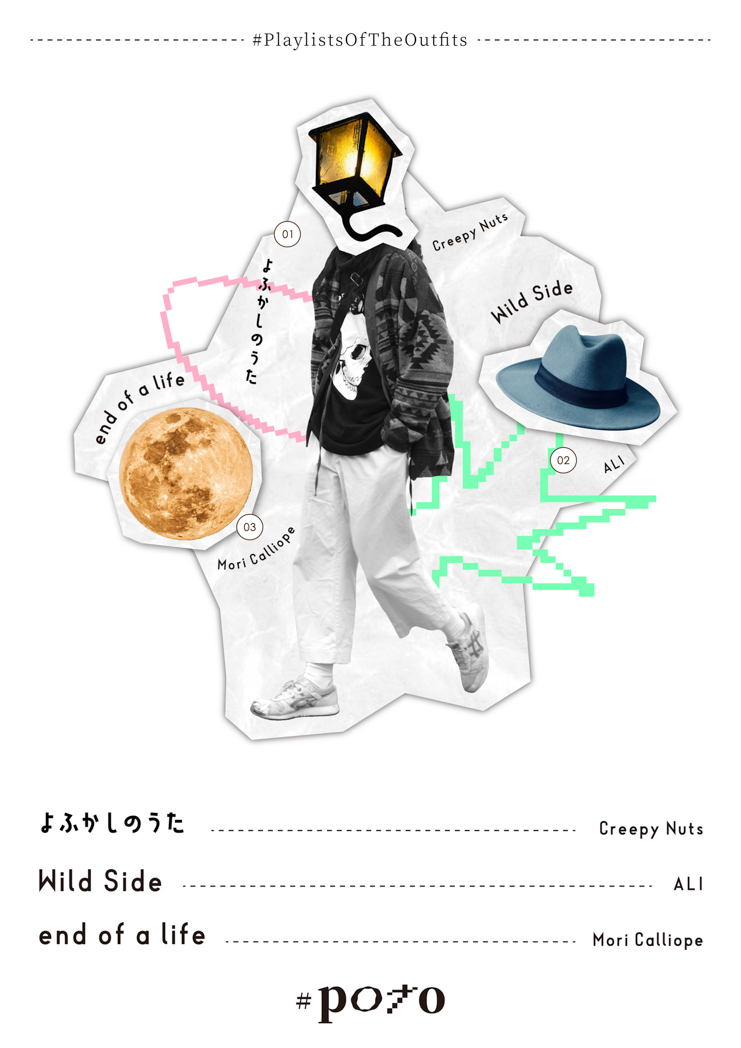 #PlaylistsOfTheOutfits
01
よふかしのうた
Creepy Nuts
Wild Side
02
ALI
end of a life
03
Mori Calliope
よふかしのうた Creepy Nuts
Wild Side ALI
end of a life Mori Calliope